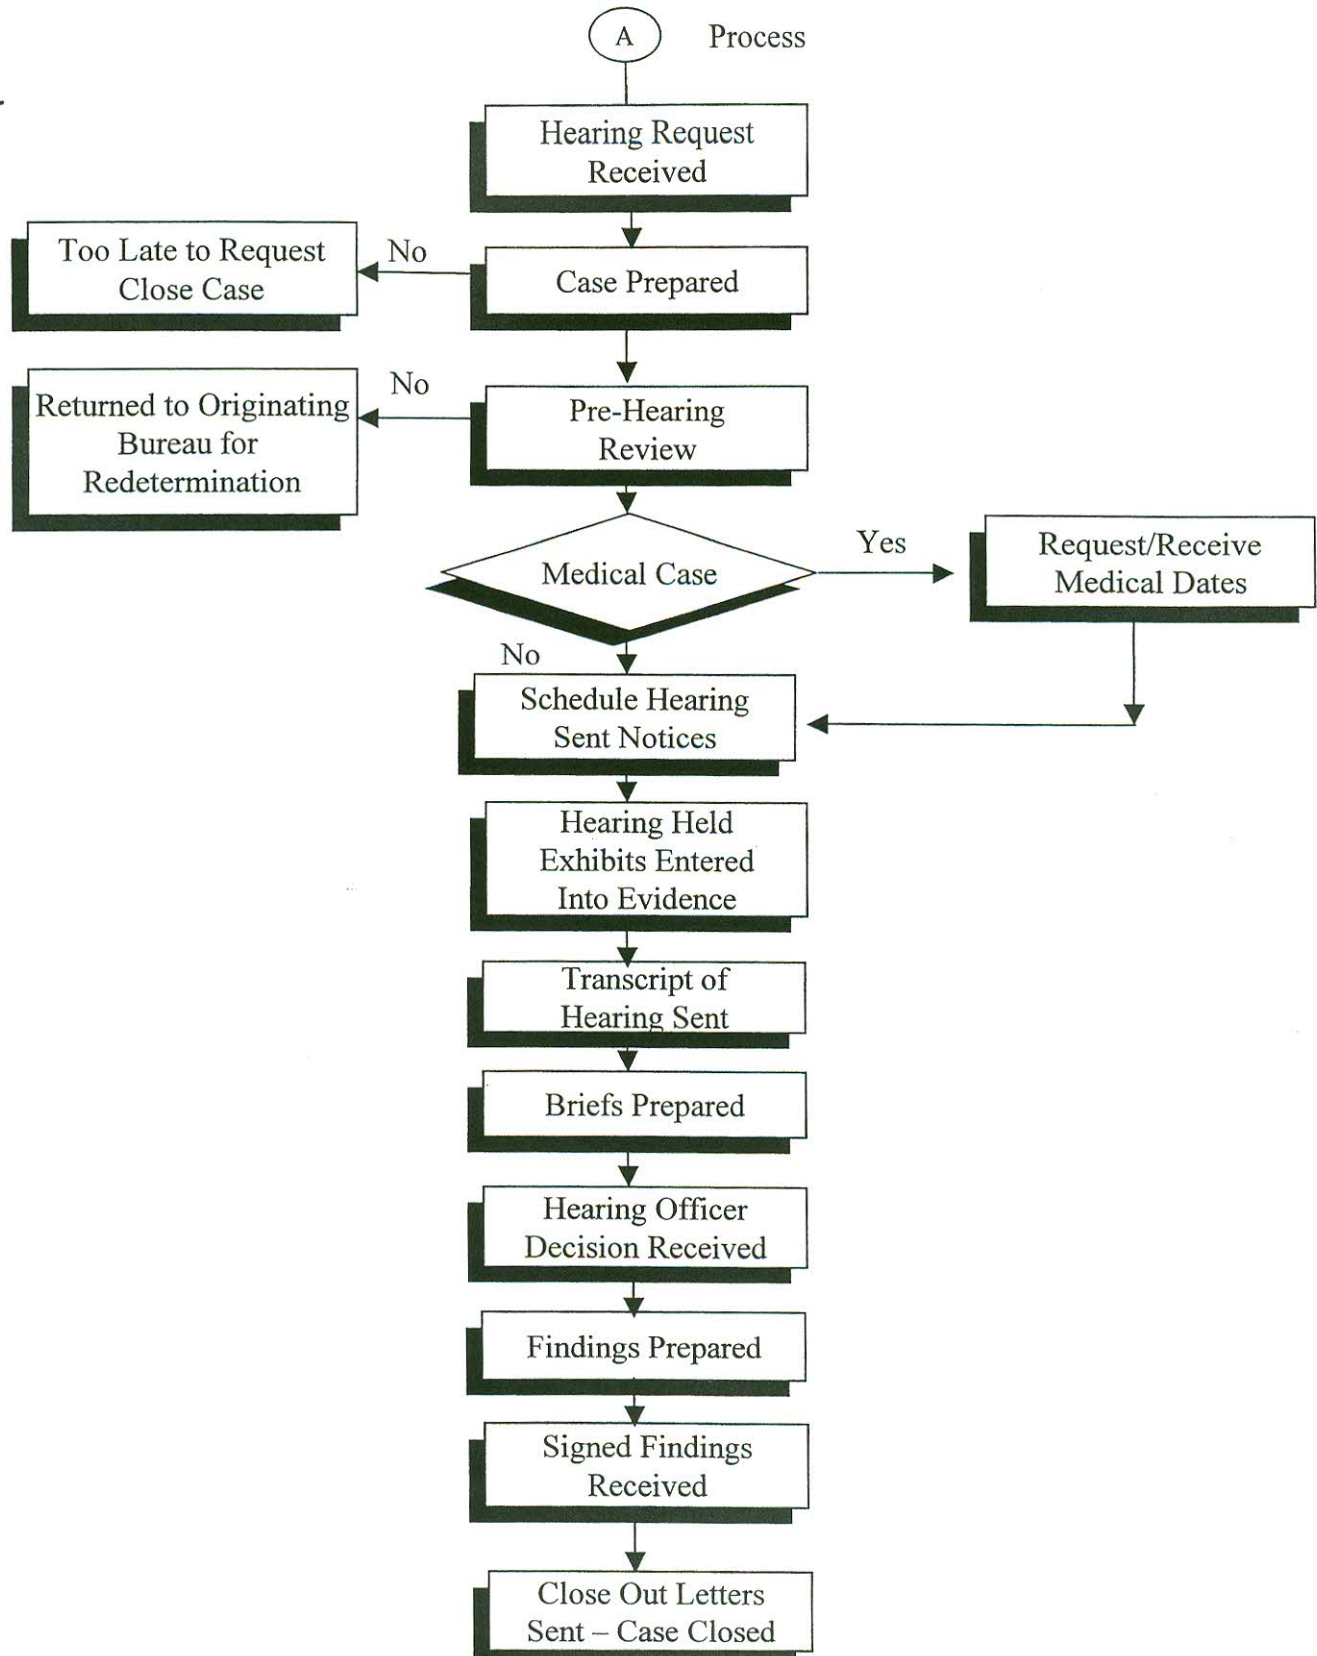 A
Process
Hearing Request
Received
Too Late to Request
Close Case
No
Case Prepared
Returned to Originating
Bureau for
Redetermination
No
Pre-Hearing
Review
Medical Case
Yes
Request/Receive
Medical Dates
No
Schedule Hearing
Sent Notices
Hearing Held
Exhibits Entered
Into Evidence
Transcript of
Hearing Sent
Briefs Prepared
Hearing Officer
Decision Received
Findings Prepared
Signed Findings
Received
Close Out Letters
Sent – Case Closed